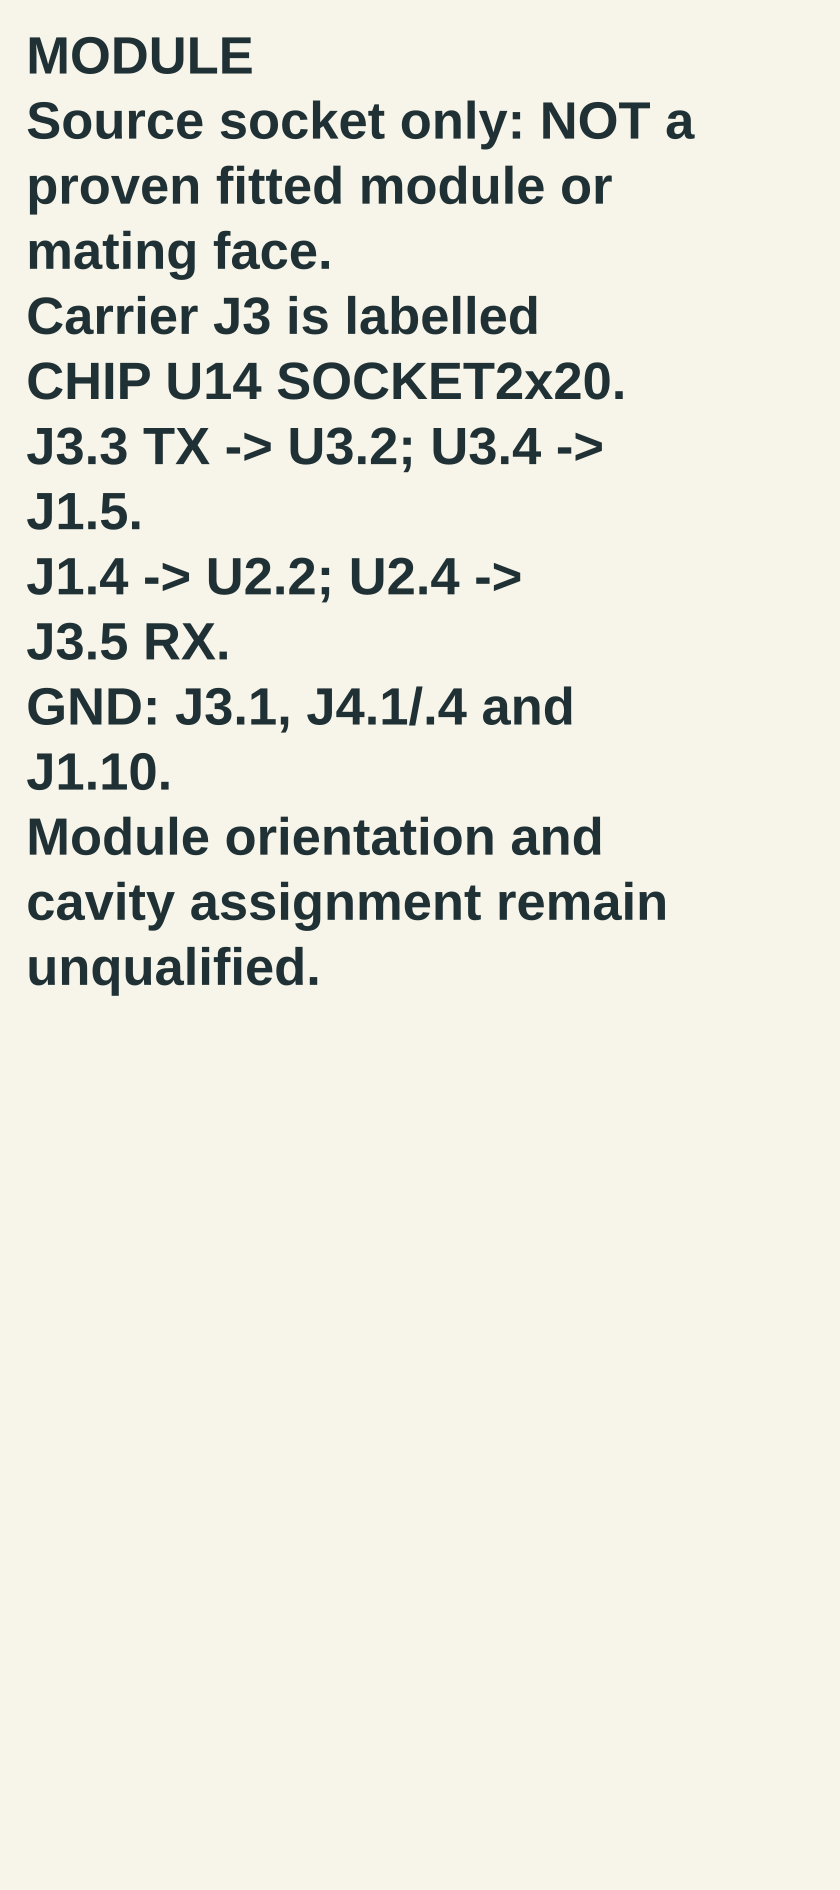 MODULE
Source socket only: NOT a
proven fitted module or
mating face.
Carrier J3 is labelled
CHIP U14 SOCKET2x20.
J3.3 TX -> U3.2; U3.4 ->
J1.5.
J1.4 -> U2.2; U2.4 ->
J3.5 RX.
GND: J3.1, J4.1/.4 and
J1.10.
Module orientation and
cavity assignment remain
unqualified.